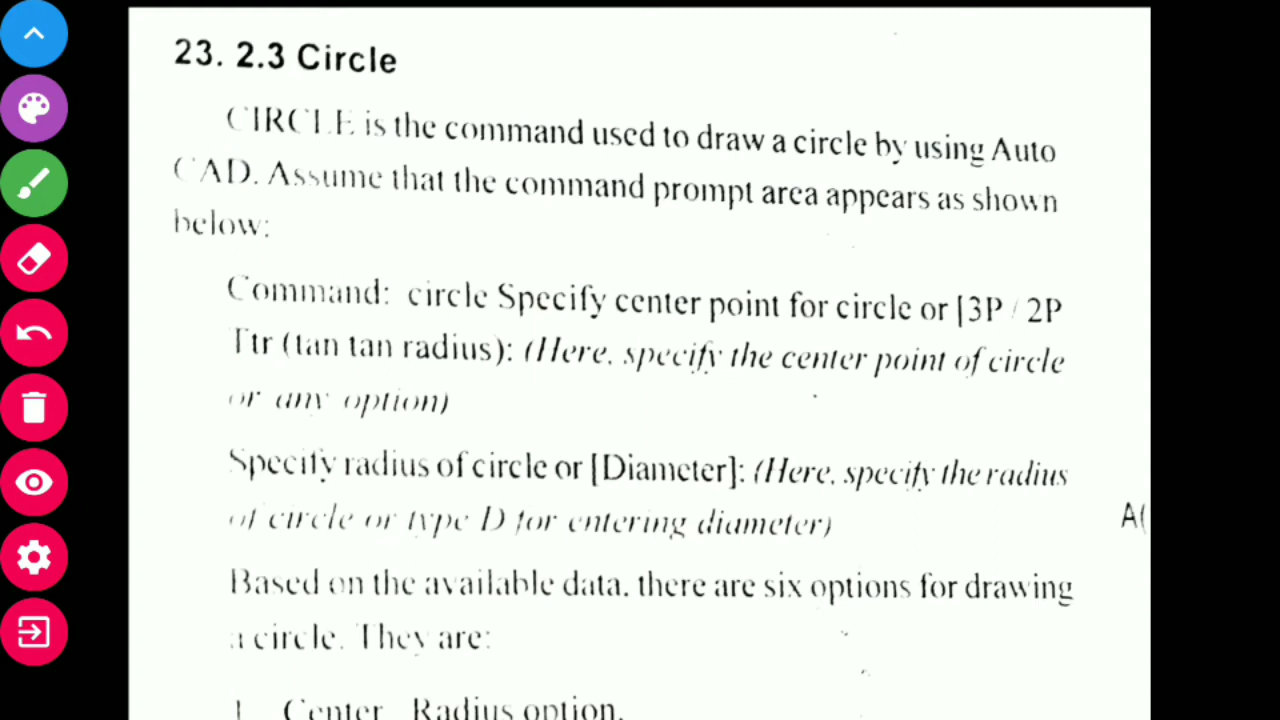 23. 2.3 Circle
CIRCLE is the command used to draw a circle by using Auto
CAD. Assume that the command prompt area appears as shown
below:
Command: circle Specify center point for circle or [3P / 2P
Ttr (tan tan radius): (Here, specify the center point of circle
or any option)
Specify radius of circle or [Diameter]: (Here, specify the radius
of circle or type D for entering diameter)
A(
Based on the available data, there are six options for drawing
a circle. They are:
1 Center Radius option.